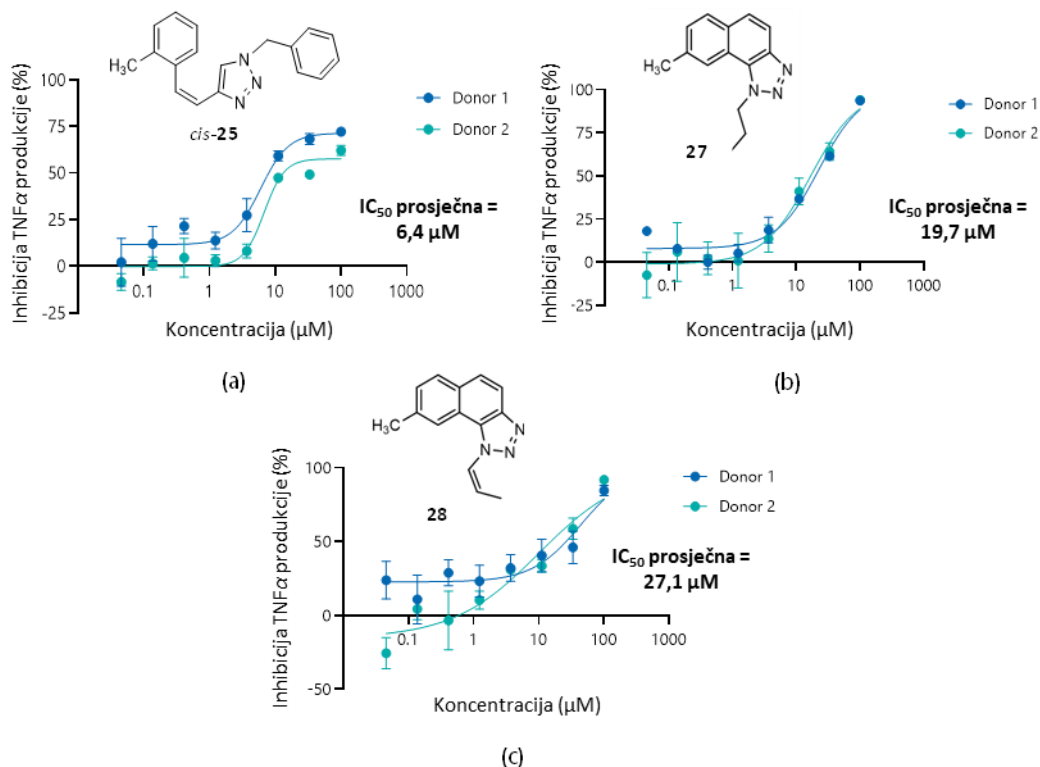 H₃C
N
N
N
cis-25
Inhibicija TNFα produkcije (%)
100
75
50
25
0
-25
0.1
1
10
100
1000
Koncentracija (μM)
Donor 1
Donor 2
IC₅₀ prosječna =
6,4 μM
(a)
H₃C
N
N
N
27
Inhibicija TNFα produkcije (%)
100
75
50
25
0
-25
0.1
1
10
100
1000
Koncentracija (μM)
Donor 1
Donor 2
IC₅₀ prosječna =
19,7 μM
(b)
H₃C
N
N
N
28
Inhibicija TNFα produkcije (%)
100
50
0
-50
0.1
1
10
100
1000
Koncentracija (μM)
Donor 1
Donor 2
IC₅₀ prosječna =
27,1 μM
(c)